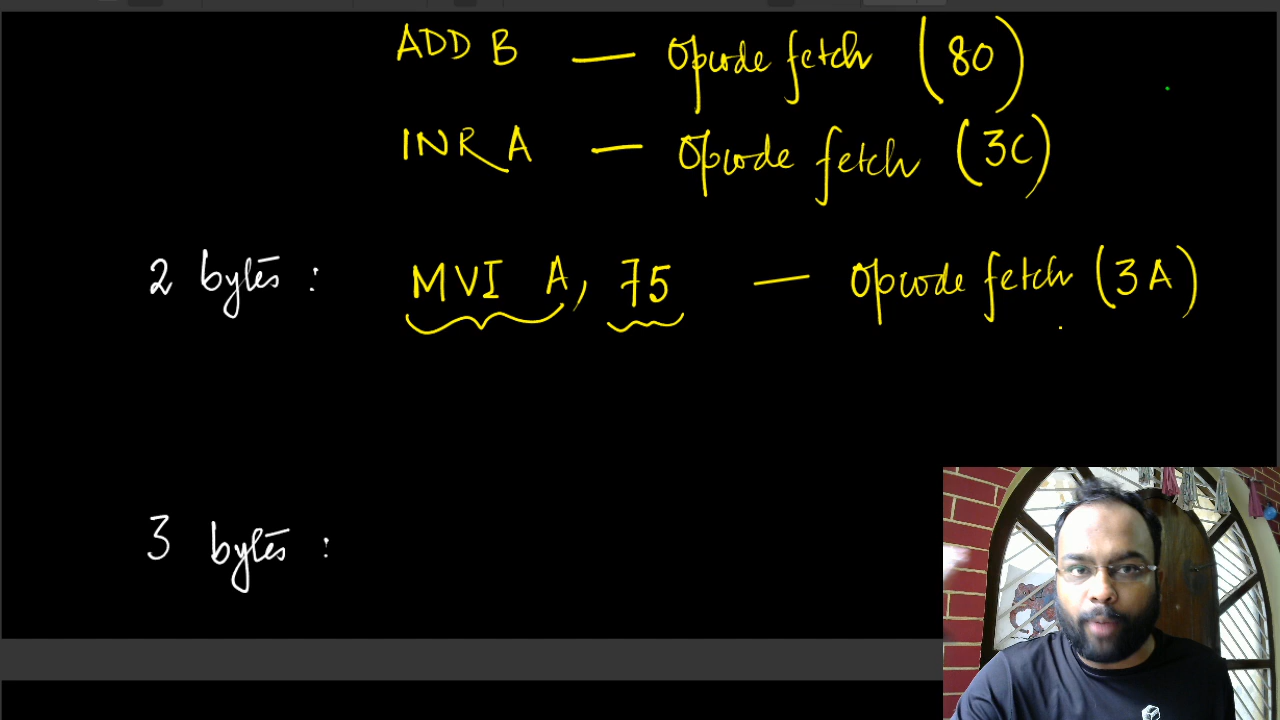 ADD B — Opcode fetch (80)
INR A — Opcode fetch (3C)
2 bytes : MVI A, 75 — Opcode fetch (3A)
3 bytes :